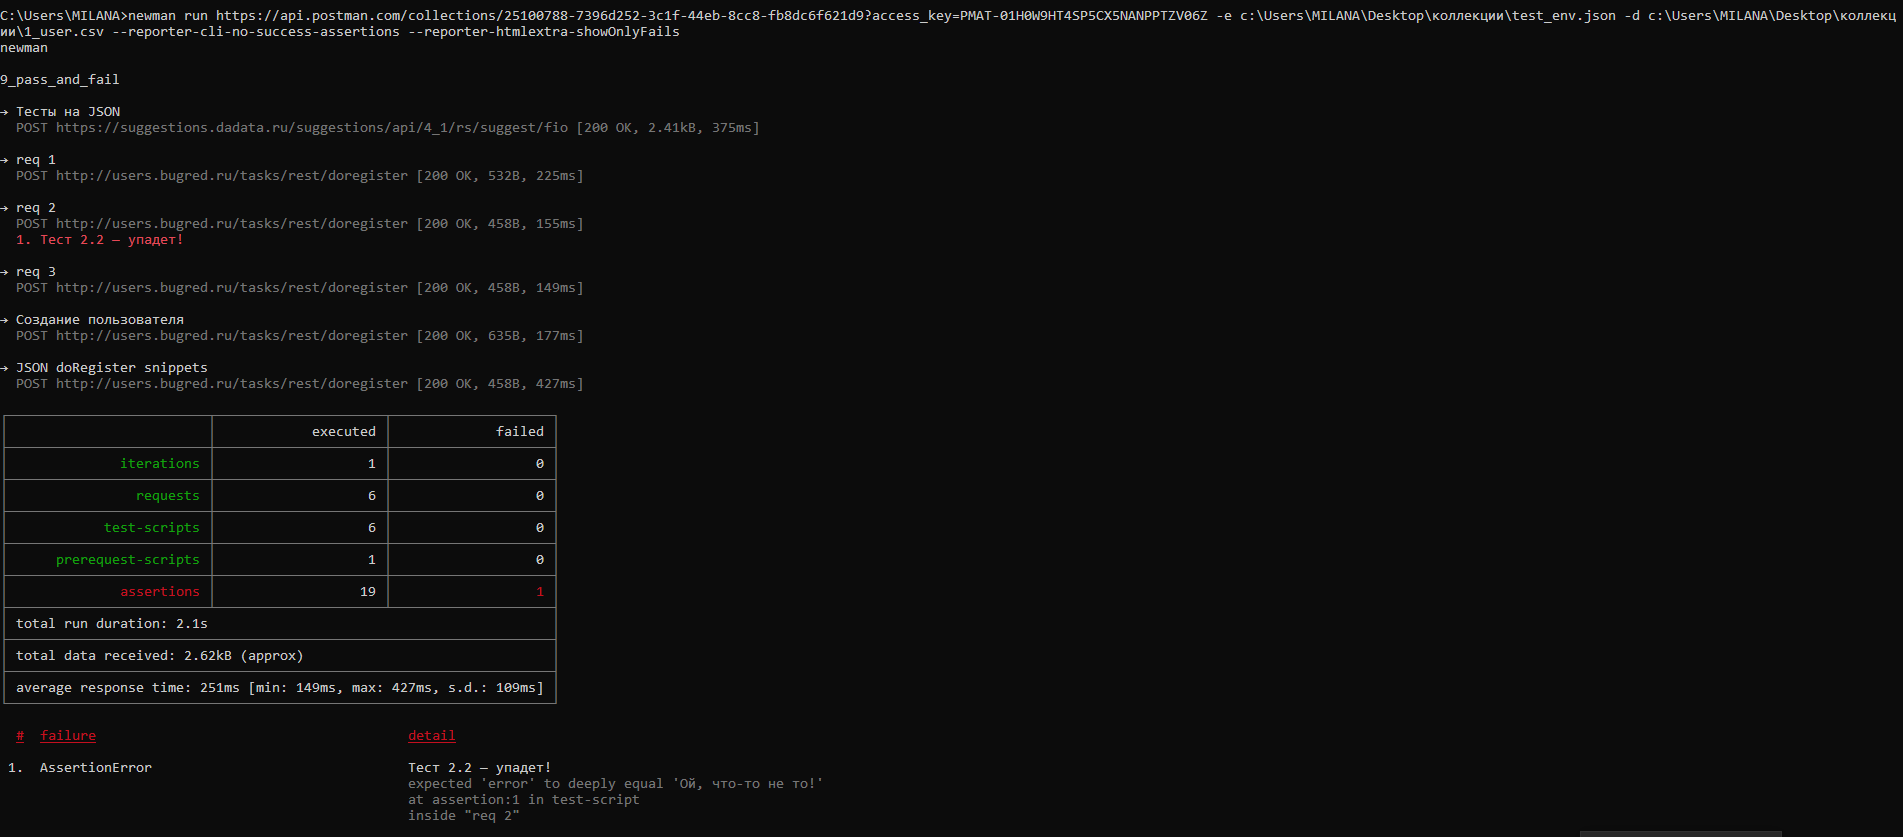 C:\Users\MILANA>newman run https://api.postman.com/collections/25100788-7396d252-3c1f-44eb-8cc8-fb8dc6f621d9?access_key=PMAT-01H0W9HT4SP5CX5NANPPTZV06Z -e c:\Users\MILANA\Desktop\коллекции\test_env.json -d c:\Users\MILANA\Desktop\коллекц
ии\1_user.csv --reporter-cli-no-success-assertions --reporter-htmlextra-showOnlyFails
newman
9_pass_and_fail
→ Тесты на JSON
POST https://suggestions.dadata.ru/suggestions/api/4_1/rs/suggest/fio [200 OK, 2.41kB, 375ms]
→ req 1
POST http://users.bugred.ru/tasks/rest/doregister [200 OK, 532B, 225ms]
→ req 2
POST http://users.bugred.ru/tasks/rest/doregister [200 OK, 458B, 155ms]
1. Тест 2.2 — упадет!
→ req 3
POST http://users.bugred.ru/tasks/rest/doregister [200 OK, 458B, 149ms]
→ Создание пользователя
POST http://users.bugred.ru/tasks/rest/doregister [200 OK, 635B, 177ms]
→ JSON doRegister snippets
POST http://users.bugred.ru/tasks/rest/doregister [200 OK, 458B, 427ms]
executed failed
iterations 1 0
requests 6 0
test-scripts 6 0
prerequest-scripts 1 0
assertions 19 1
total run duration: 2.1s
total data received: 2.62kB (approx)
average response time: 251ms [min: 149ms, max: 427ms, s.d.: 109ms]
# failure detail
1. AssertionError Тест 2.2 — упадет!
expected 'error' to deeply equal 'Ой, что-то не то!'
at assertion:1 in test-script
inside "req 2"